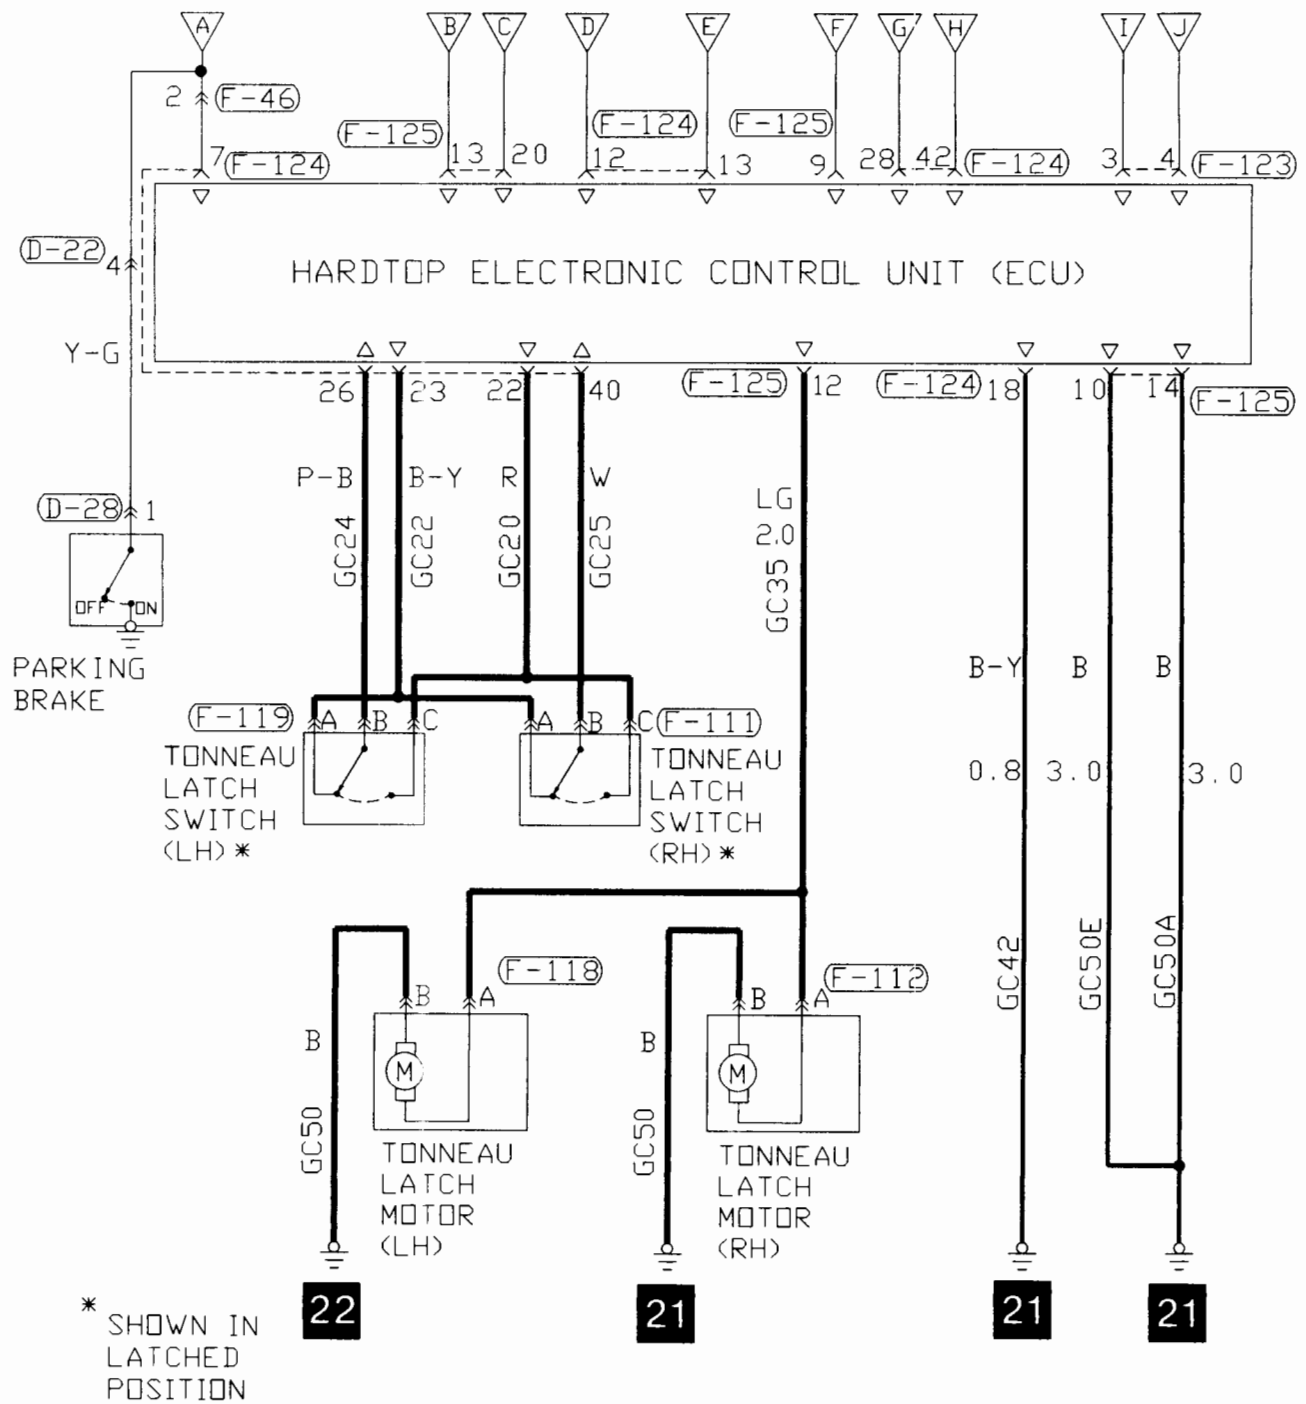 A B C D E F G H I J
2 F-46
F-125 F-124 F-125
7 F-124 13 20 12 13 9 28 42 F-124 3 4 F-123
D-22 4
HARDTOP ELECTRONIC CONTROL UNIT (ECU)
Y-G
26 23 22 40 F-125 12 F-124 18 10 14 F-125
P-B B-Y R W
GC24 GC22 GC20 GC25
LG
2.0
GC35
D-28 1
OFF ON
PARKING
BRAKE
B-Y B B
F-119 A B C A B C F-111
TONNEAU
LATCH
SWITCH
(LH) *
TONNEAU
LATCH
SWITCH
(RH) *
0.8 3.0 3.0
GC42 GC50E GC50A
F-118 F-112
B A B A
B M B M
GC50 GC50
TONNEAU
LATCH
MOTOR
(LH)
TONNEAU
LATCH
MOTOR
(RH)
22 21 21 21
* SHOWN IN
LATCHED
POSITION